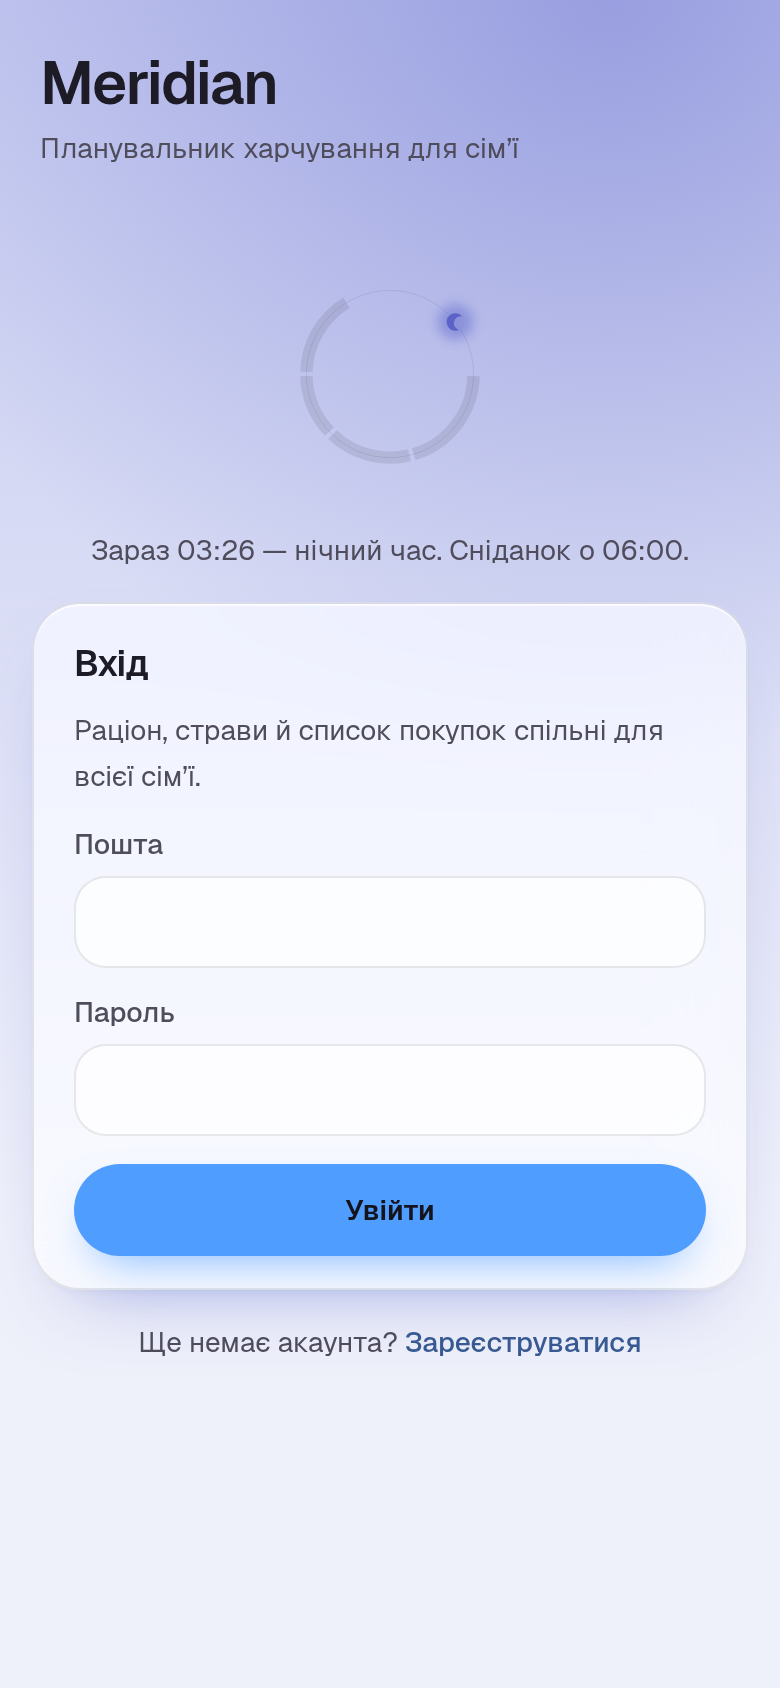 Meridian
Планувальник харчування для сім’ї
Зараз 03:26 — нічний час. Сніданок о 06:00.
Вхід
Раціон, страви й список покупок спільні для
всієї сім’ї.
Пошта
Пароль
Увійти
Ще немає акаунта? Зареєструватися